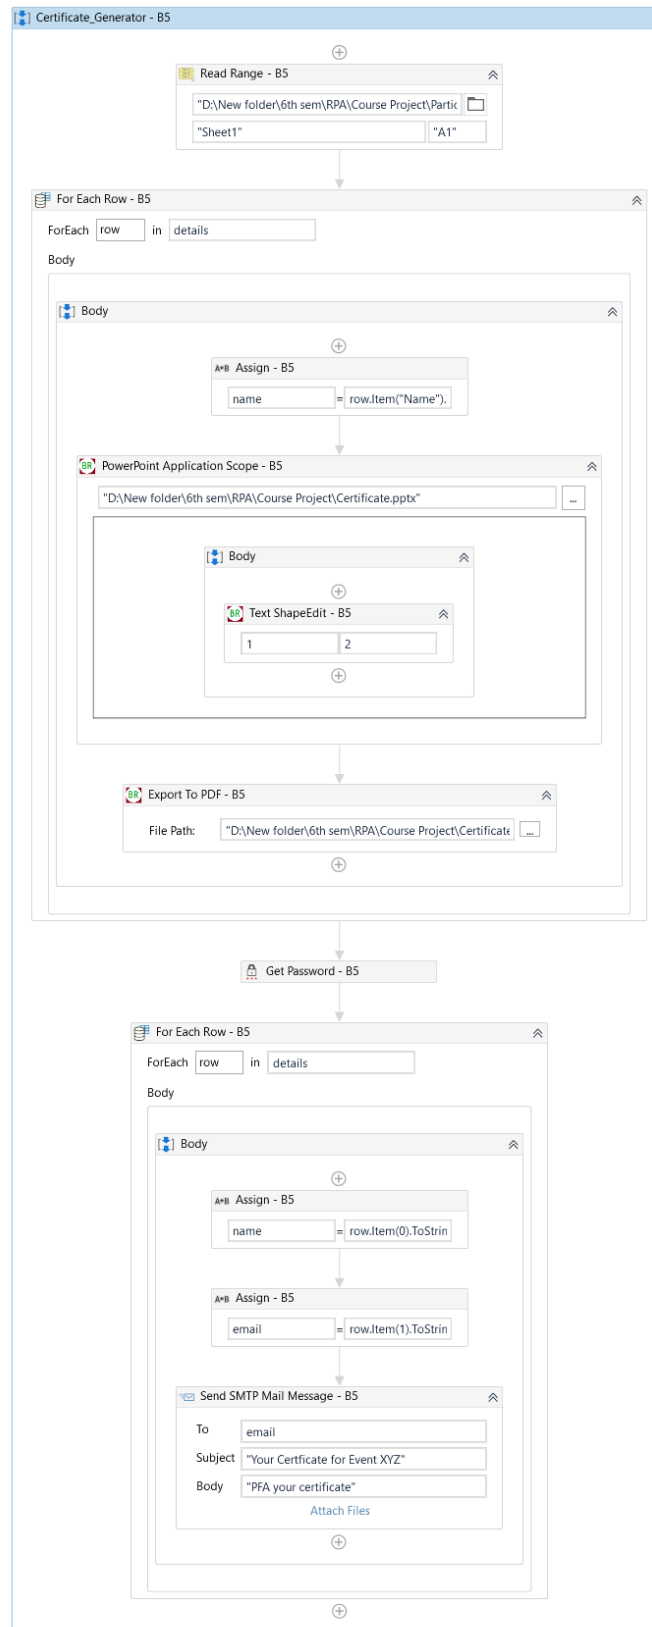 Certificate_Generator - B5
Read Range - B5
"D:\New folder\6th sem\RPA\Course Project\Partic
"Sheet1" "A1"
For Each Row - B5
ForEach row in details
Body
Body
A+B Assign - B5
name = row.Item("Name").
BR PowerPoint Application Scope - B5
"D:\New folder\6th sem\RPA\Course Project\Certificate.pptx" ...
Body
BR Text ShapeEdit - B5
1 2
BR Export To PDF - B5
File Path: "D:\New folder\6th sem\RPA\Course Project\Certificate ...
Get Password - B5
For Each Row - B5
ForEach row in details
Body
Body
A+B Assign - B5
name = row.Item(0).ToStrin
A+B Assign - B5
email = row.Item(1).ToStrin
Send SMTP Mail Message - B5
To email
Subject "Your Certficate for Event XYZ"
Body "PFA your certificate"
Attach Files